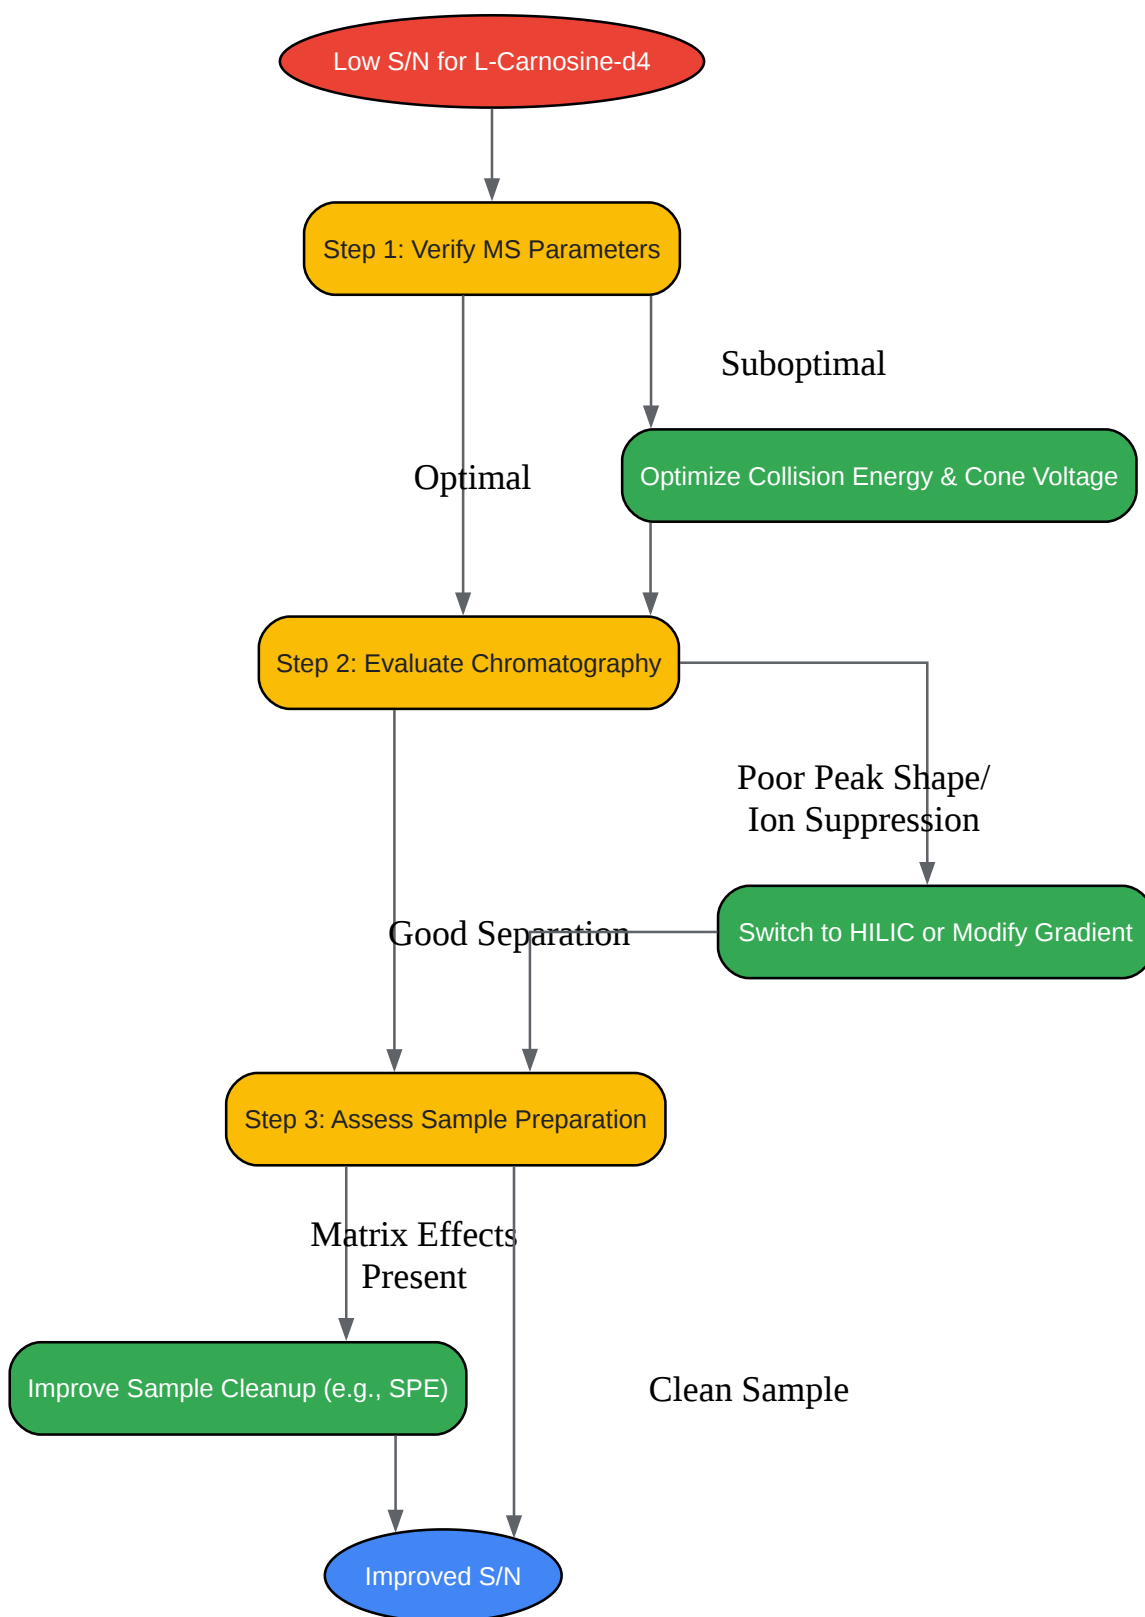 Low S/N for L-Carnosine-d4
Step 1: Verify MS Parameters
Suboptimal
Optimal
Optimize Collision Energy & Cone Voltage
Step 2: Evaluate Chromatography
Poor Peak Shape/
Ion Suppression
Good Separation
Switch to HILIC or Modify Gradient
Step 3: Assess Sample Preparation
Matrix Effects
Present
Improve Sample Cleanup (e.g., SPE)
Clean Sample
Improved S/N